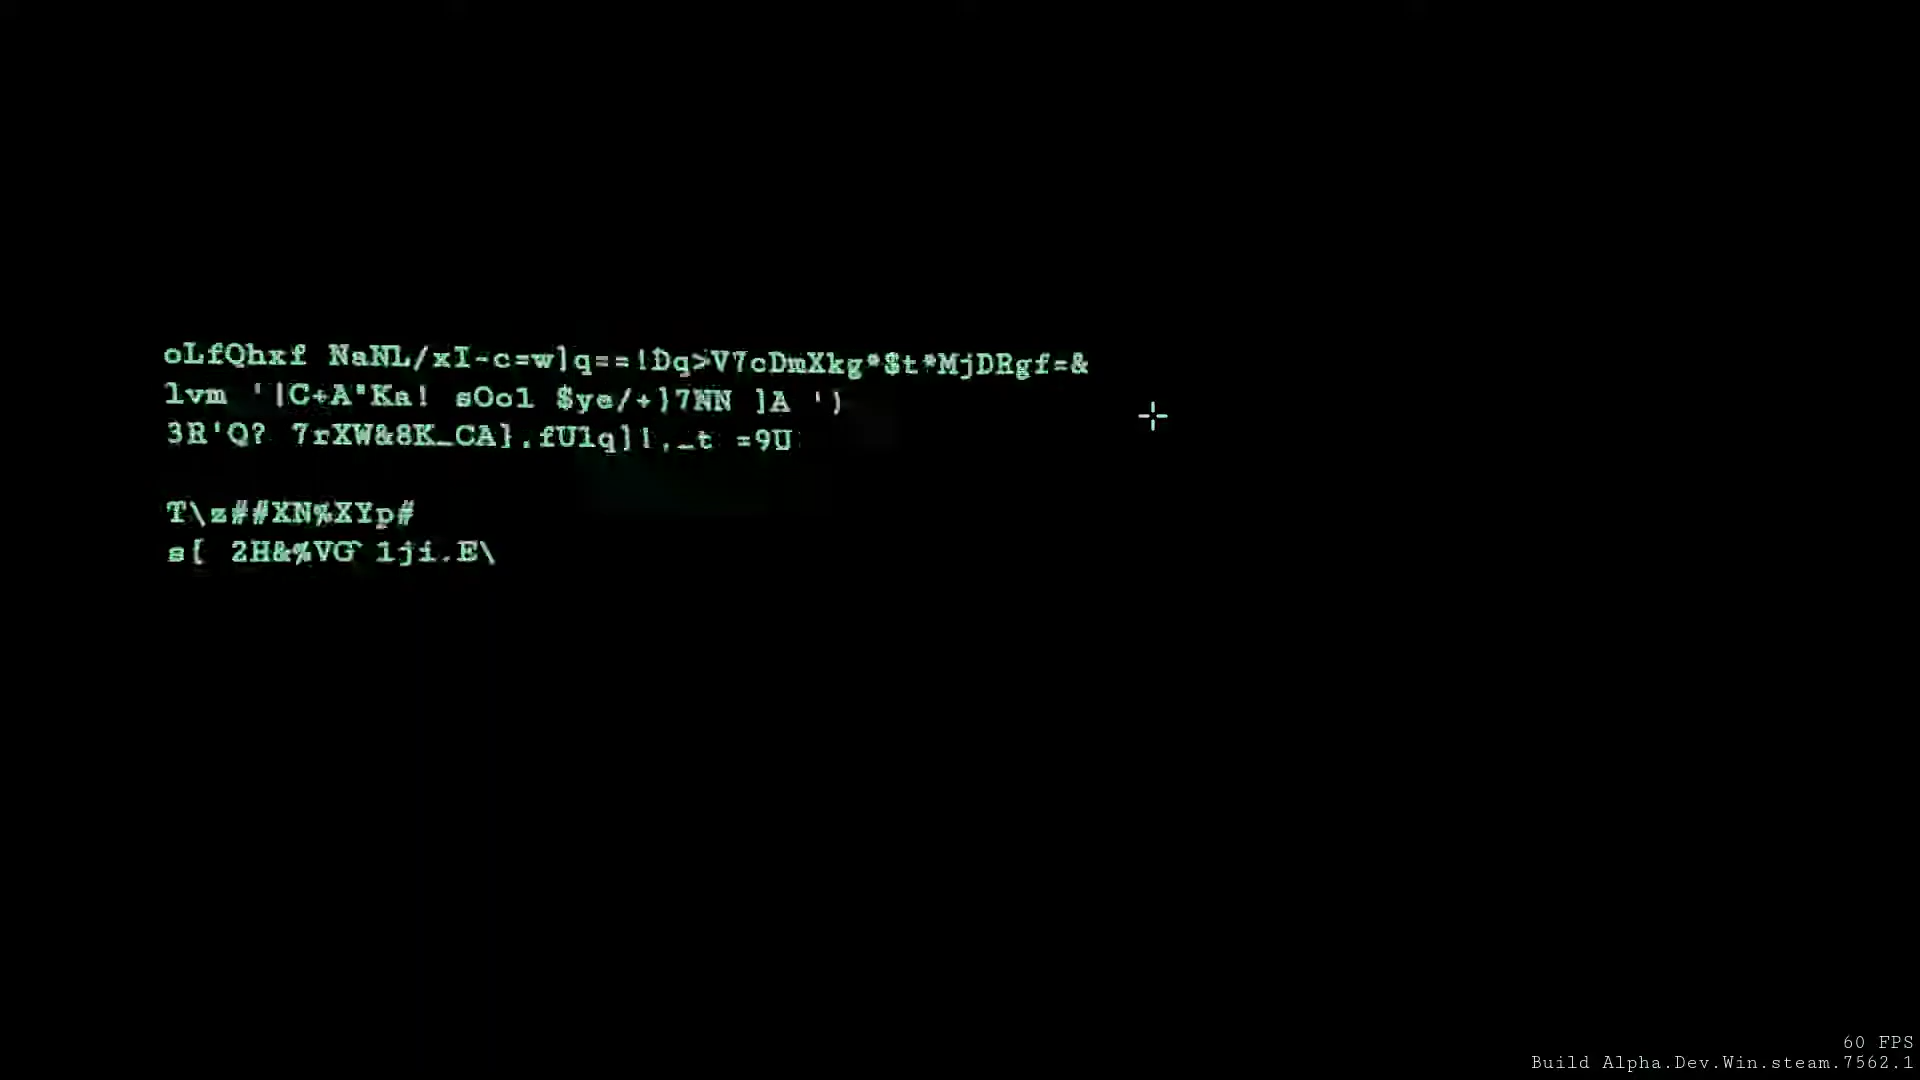 oLfQhxf NaNL/xI-c=w]q==!Dq>V7cDmXkg*$t*MjDRgf=&
lvm '|C+A"Ka! sOol $ye/+}7NN ]A ')
3R'Q? 7rXW&8K_CA}.fU1q]!._t =9U
T\z##XN%XYp#
s[ 2H&%VG 1ji.E\
60 FPS
Build Alpha.Dev.Win.steam.7562.1